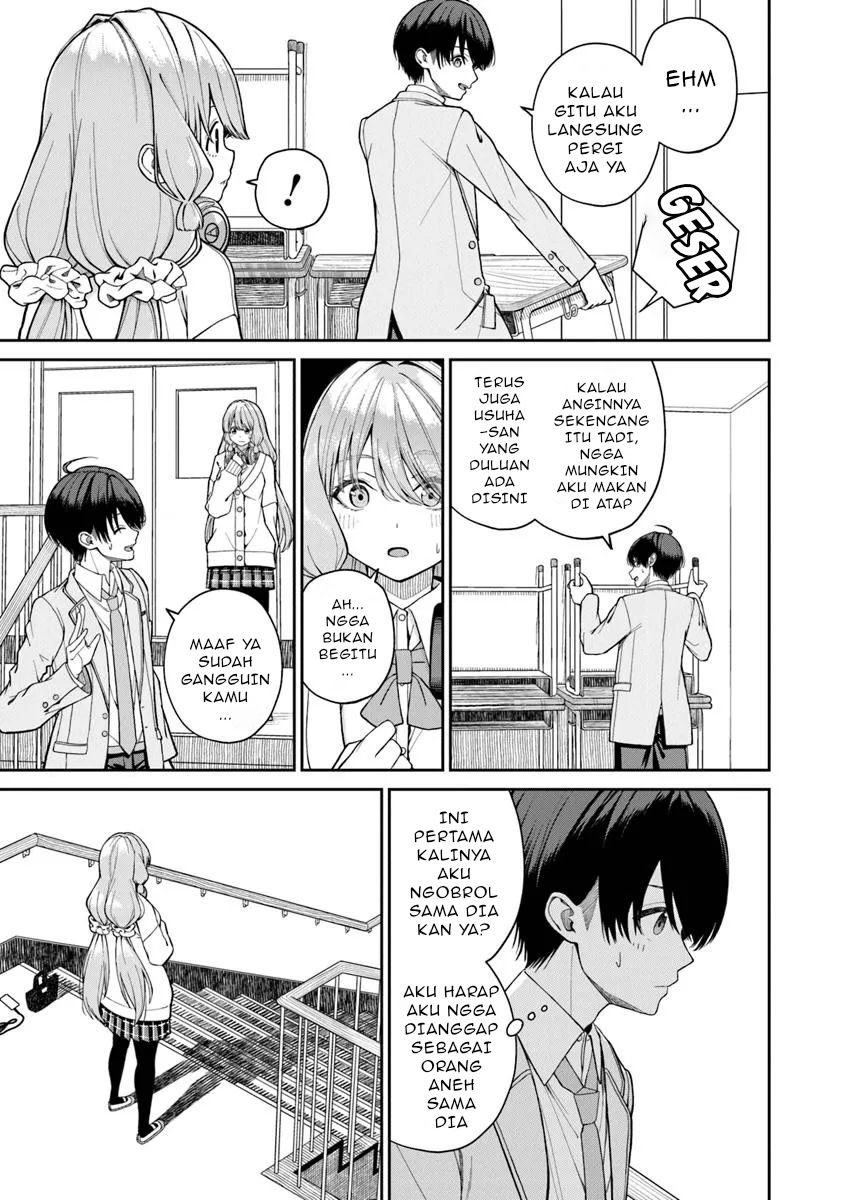 EHM
...
KALAU
GITU AKU
LANGSUNG
PERGI
AJA YA
GESER
!
KALAU
ANGINNYA
SEKENCANG
ITU TADI,
NGGA
MUNGKIN
AKU MAKAN
DI ATAP
TERUS
JUGA
USUHA
-SAN
YANG
DULUAN
ADA
DISINI
AH...
NGGA
BUKAN
BEGITU
...
MAAF YA
SUDAH
GANGGUIN
KAMU
...
INI
PERTAMA
KALINYA
AKU
NGOBROL
SAMA DIA
KAN YA?
AKU HARAP
AKU NGGA
DIANGGAP
SEBAGAI
ORANG
ANEH
SAMA
DIA